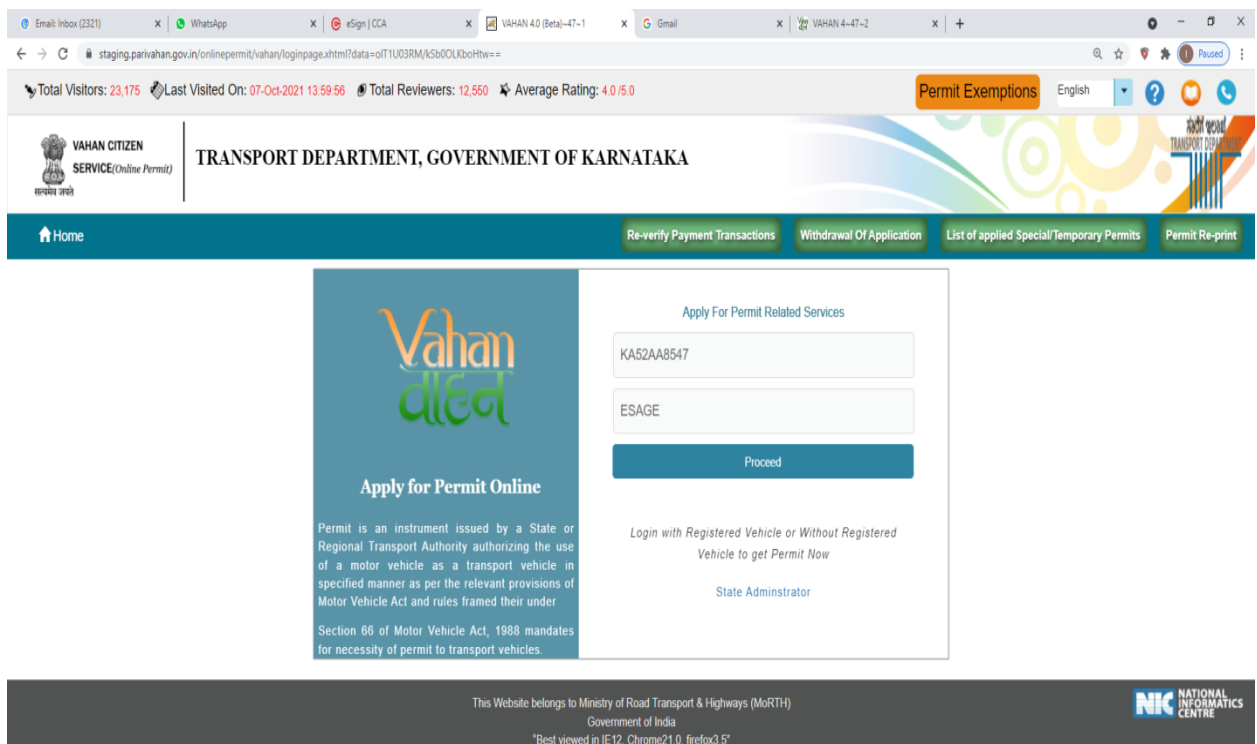 Email: Inbox (2321)
WhatsApp
eSign | CCA
VAHAN 4.0 (Beta)~47~1
Gmail
VAHAN 4~47~2
staging.parivahan.gov.in/onlinepermit/vahan/loginpage.xhtml?data=olT1U03RM/kSb0OLKboHtw==
Paused
Total Visitors: 23,175 Last Visited On: 07-Oct-2021 13:59:56 Total Reviewers: 12,550 Average Rating: 4.0 /5.0
Permit Exemptions
English
VAHAN CITIZEN
SERVICE(Online Permit)
सत्यमेव जयते
TRANSPORT DEPARTMENT, GOVERNMENT OF KARNATAKA
TRANSPORT DEPARTMENT
Home
Re-verify Payment Transactions
Withdrawal Of Application
List of applied Special/Temporary Permits
Permit Re-print
Vahan
वाहन
Apply for Permit Online
Permit is an instrument issued by a State or
Regional Transport Authority authorizing the use
of a motor vehicle as a transport vehicle in
specified manner as per the relevant provisions of
Motor Vehicle Act and rules framed their under
Section 66 of Motor Vehicle Act, 1988 mandates
for necessity of permit to transport vehicles.
Apply For Permit Related Services
KA52AA8547
ESAGE
Proceed
Login with Registered Vehicle or Without Registered
Vehicle to get Permit Now
State Adminstrator
This Website belongs to Ministry of Road Transport & Highways (MoRTH)
Government of India
"Best viewed in IE12, Chrome21.0, firefox3.5"
NIC NATIONAL
INFORMATICS
CENTRE